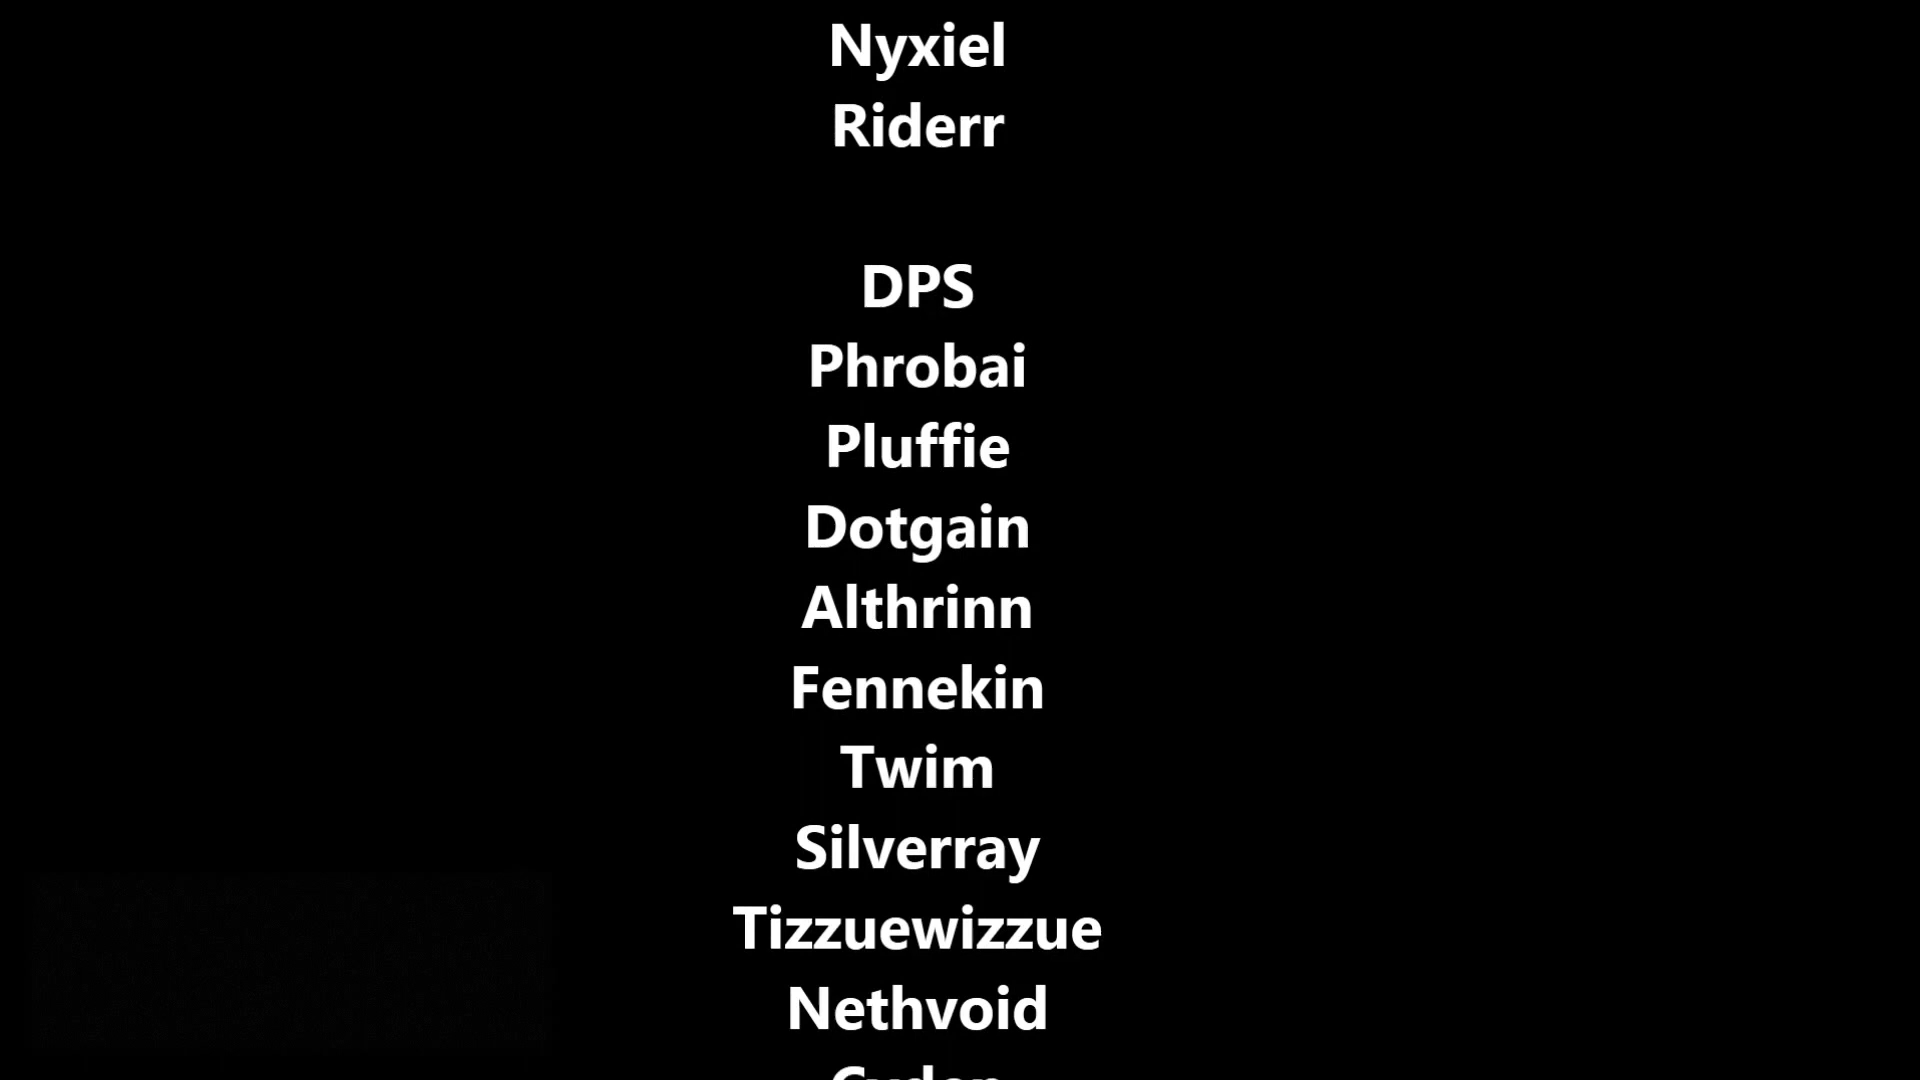 Nyxiel
Riderr
DPS
Phrobai
Pluffie
Dotgain
Althrinn
Fennekin
Twim
Silverray
Tizzuewizzue
Nethvoid